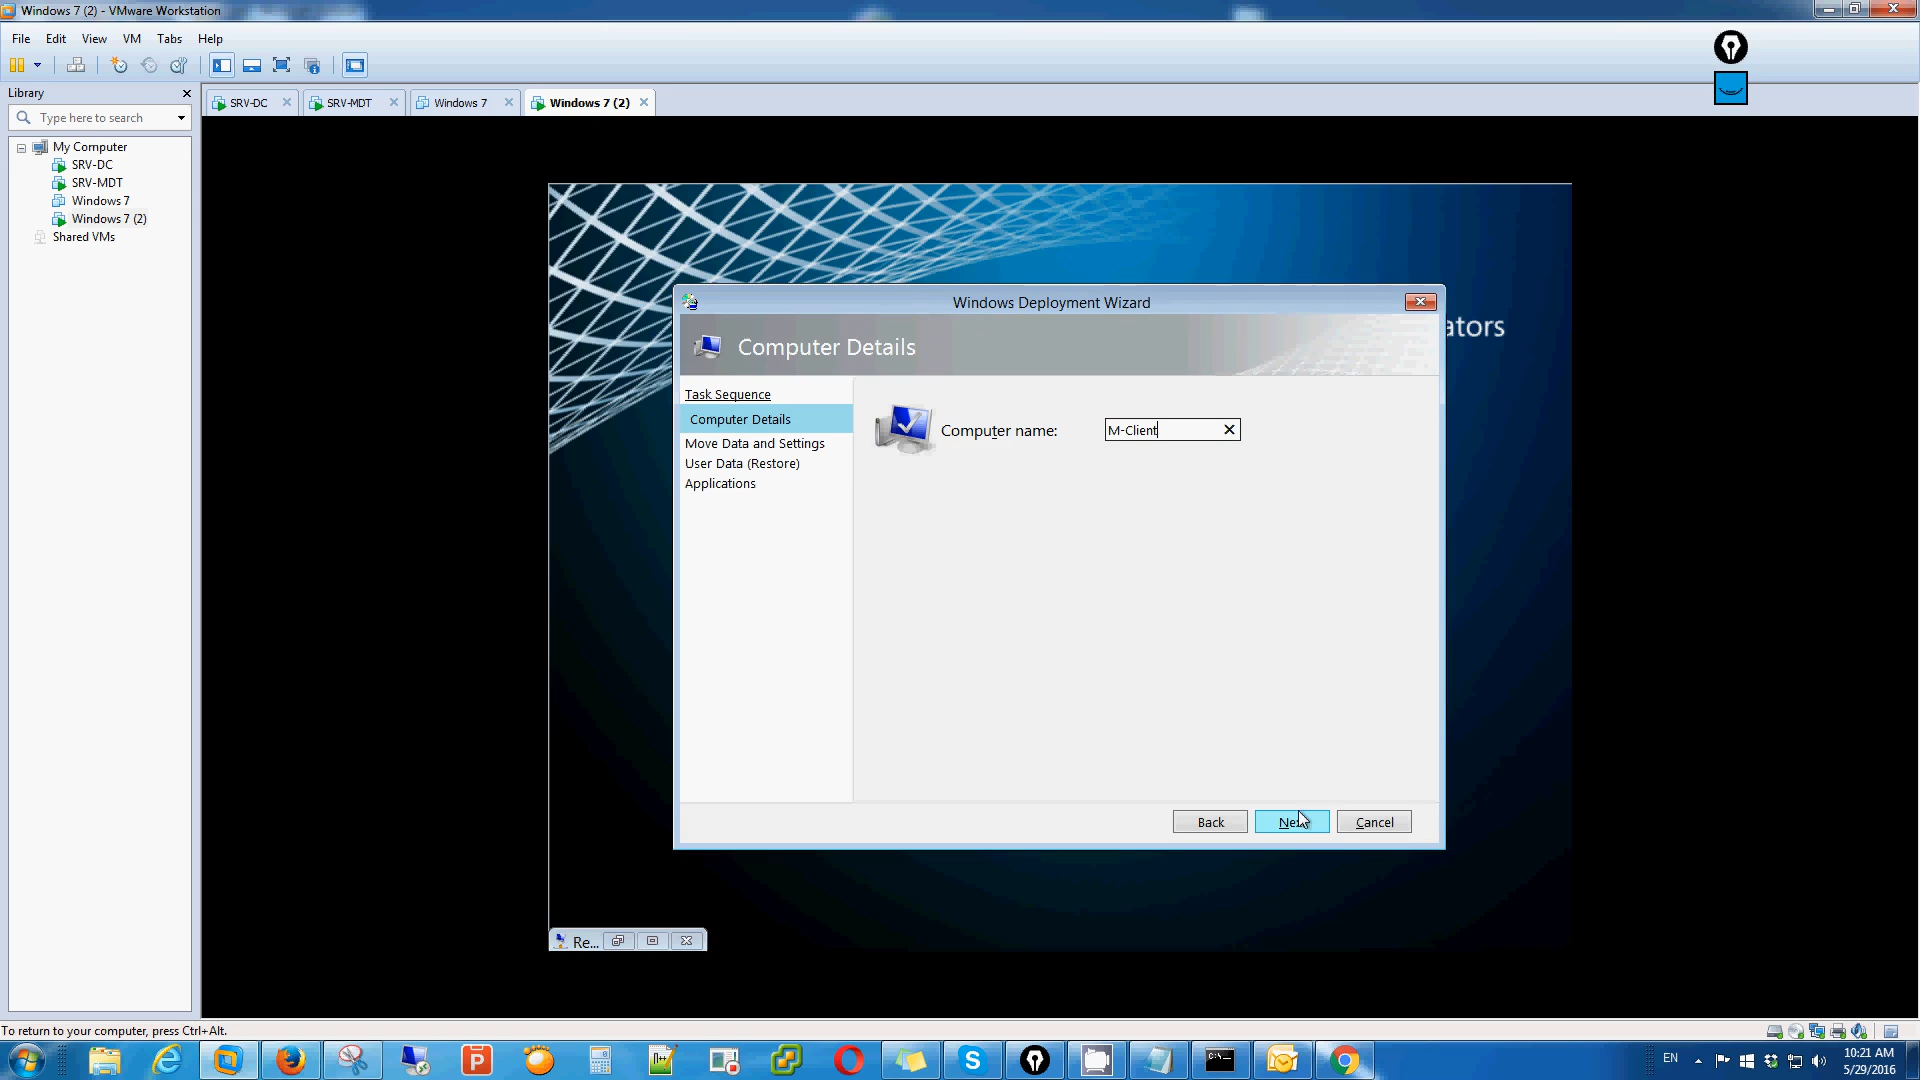 Windows 7 (2) - VMware Workstation
File Edit View VM Tabs Help
Library
Type here to search
My Computer
SRV-DC
SRV-MDT
Windows 7
Windows 7 (2)
Shared VMs
SRV-DC SRV-MDT Windows 7 Windows 7 (2)
ators
Windows Deployment Wizard
Computer Details
Task Sequence
Computer Details
Move Data and Settings
User Data (Restore)
Applications
Computer name: M-Client
Back Next Cancel
Re...
To return to your computer, press Ctrl+Alt.
EN
10:21 AM
5/29/2016